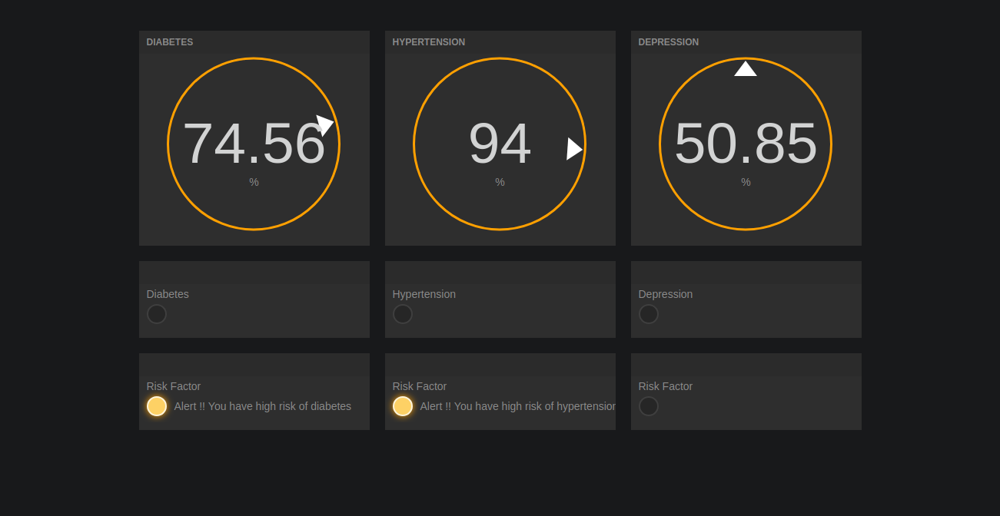 DIABETES
HYPERTENSION
DEPRESSION
74.56
%
94
%
50.85
%
Diabetes
Hypertension
Depression
Risk Factor
Alert !! You have high risk of diabetes
Risk Factor
Alert !! You have high risk of hypertension
Risk Factor